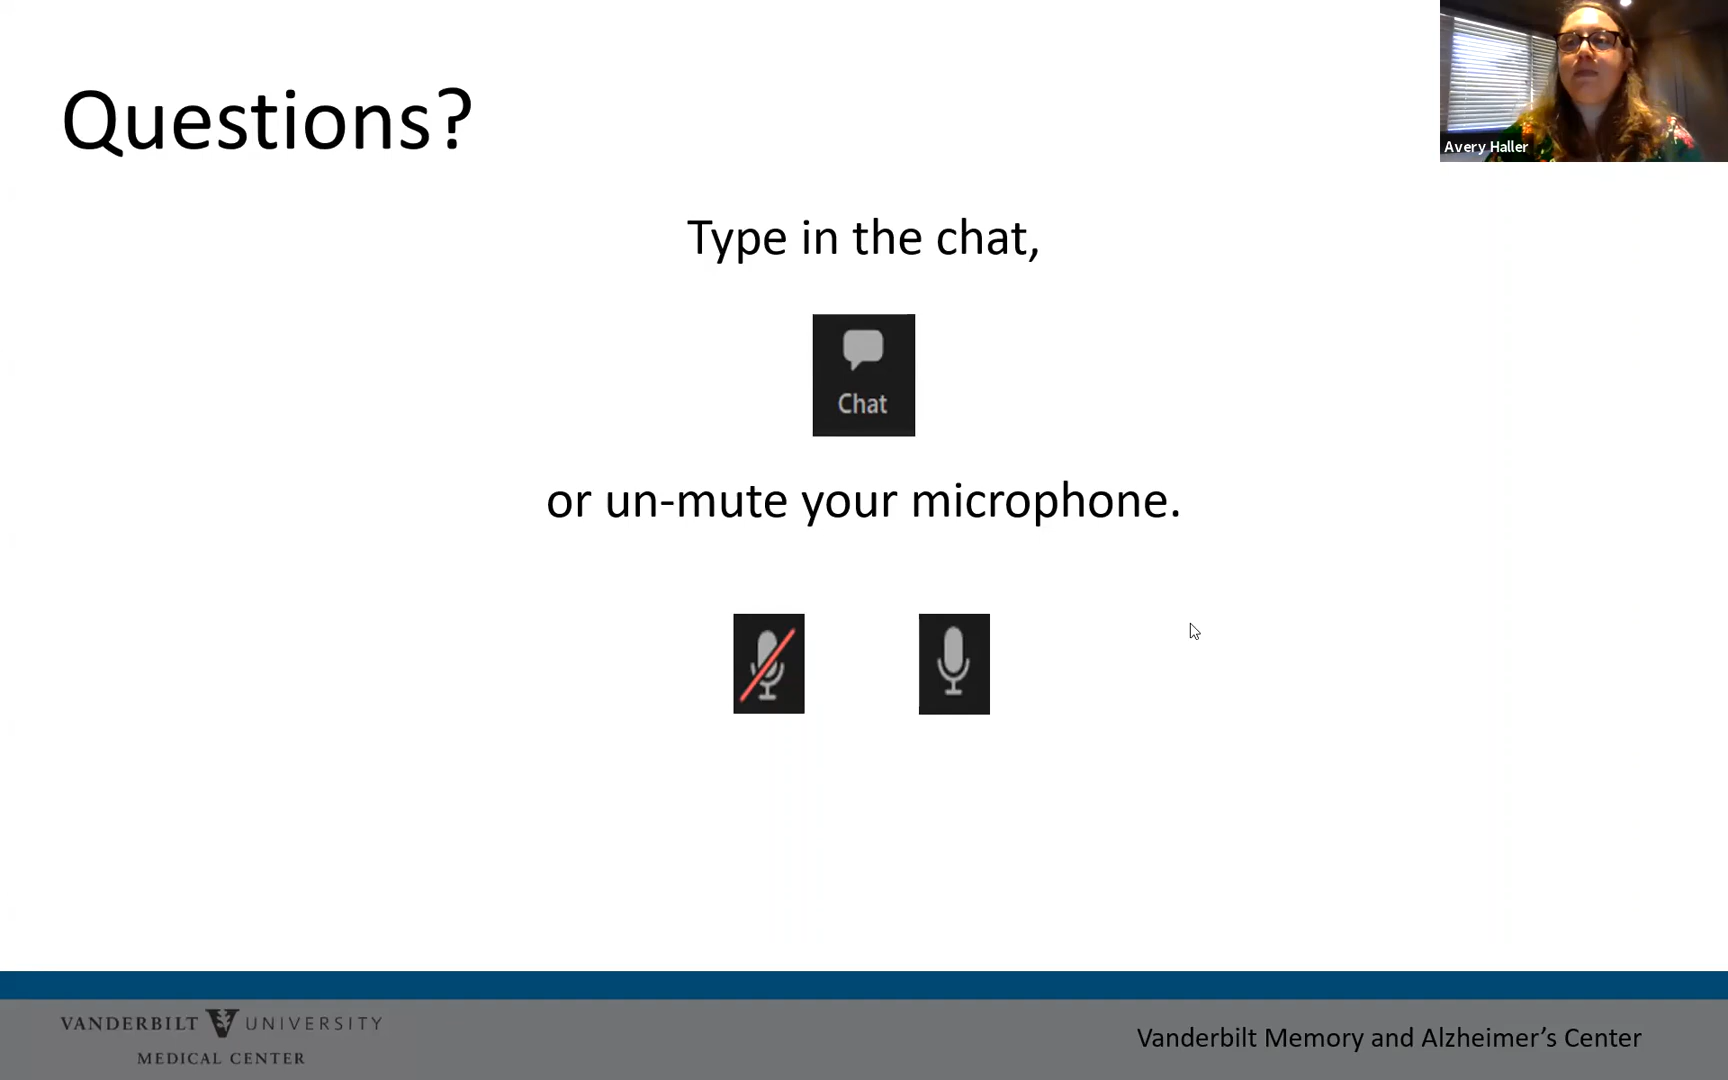 Questions?
Avery Haller
Type in the chat,
Chat
or un-mute your microphone.
VANDERBILT UNIVERSITY
MEDICAL CENTER
Vanderbilt Memory and Alzheimer's Center